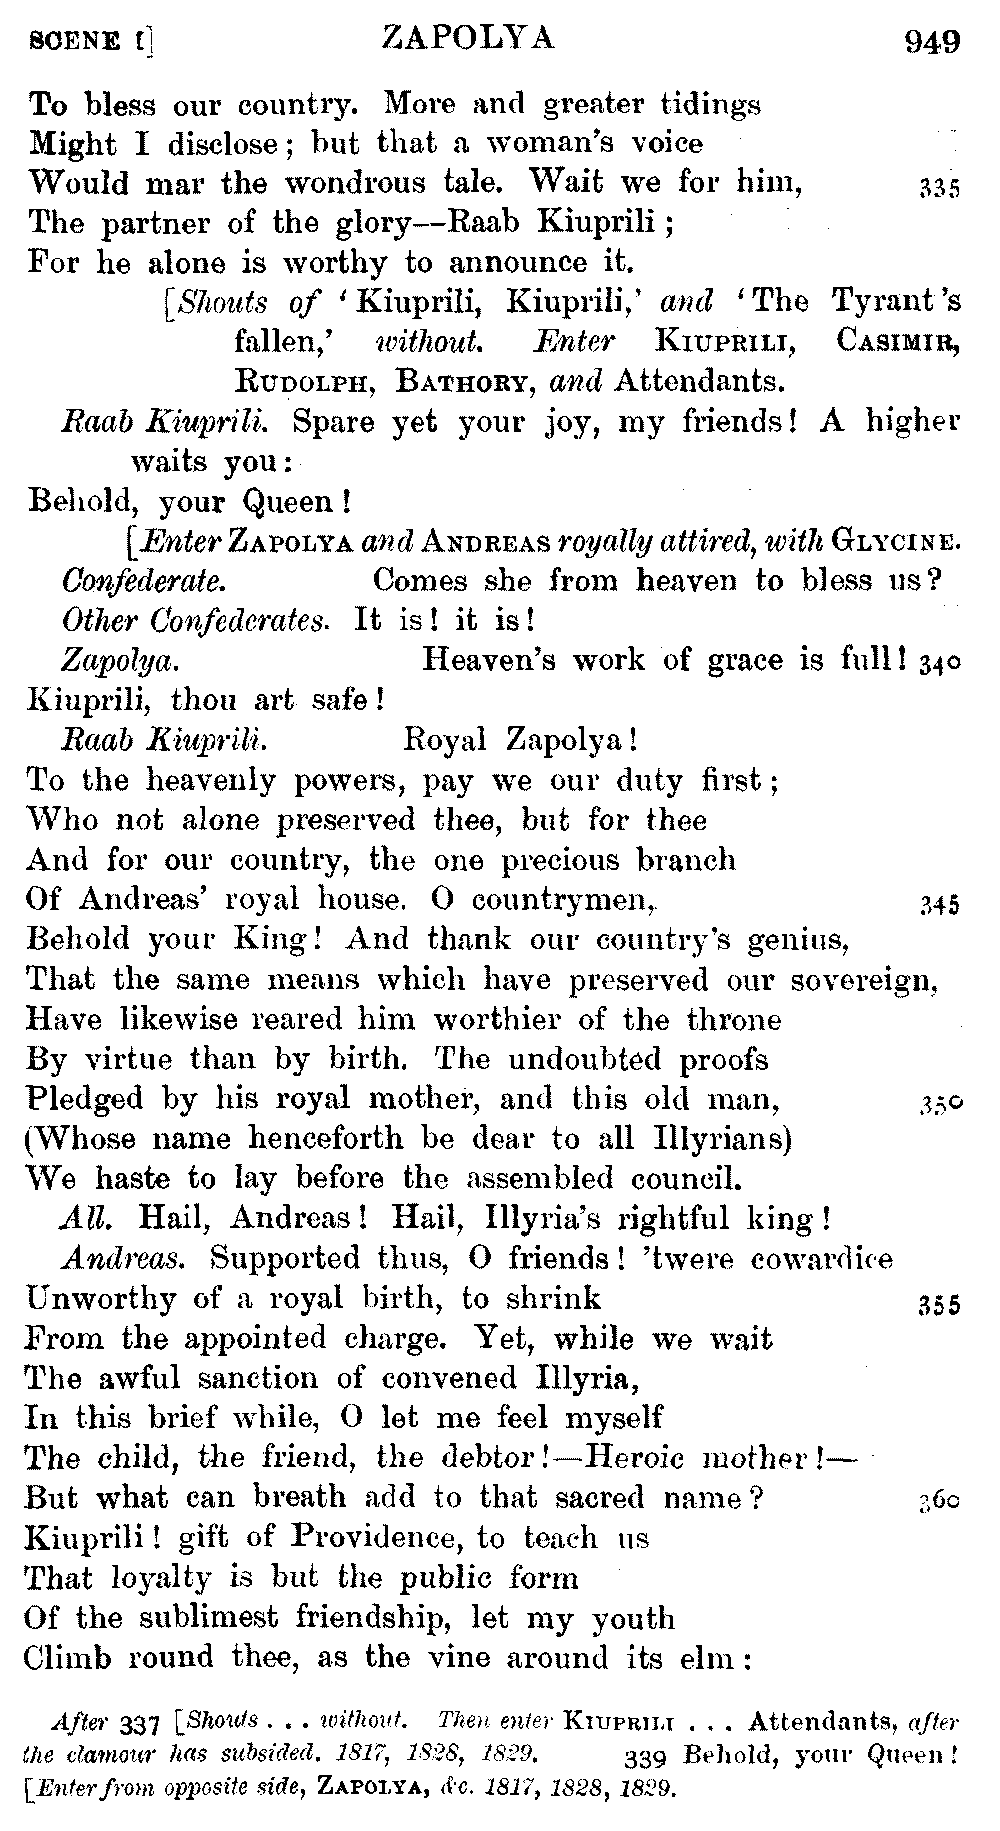 SCENE I] ZAPOLYA 949
To bless our country. More and greater tidings
Might I disclose; but that a woman's voice
Would mar the wondrous tale. Wait we for him, 335
The partner of the glory—Raab Kiuprili;
For he alone is worthy to announce it.
[Shouts of 'Kiuprili, Kiuprili,' and 'The Tyrant's
fallen,' without. Enter KIUPRILI, CASIMIR,
RUDOLPH, BATHORY, and Attendants.
Raab Kiuprili. Spare yet your joy, my friends! A higher
waits you:
Behold, your Queen!
[Enter ZAPOLYA and ANDREAS royally attired, with GLYCINE.
Confederate. Comes she from heaven to bless us?
Other Confederates. It is! it is!
Zapolya. Heaven's work of grace is full! 340
Kiuprili, thou art safe!
Raab Kiuprili. Royal Zapolya!
To the heavenly powers, pay we our duty first;
Who not alone preserved thee, but for thee
And for our country, the one precious branch
Of Andreas' royal house. O countrymen, 345
Behold your King! And thank our country's genius,
That the same means which have preserved our sovereign,
Have likewise reared him worthier of the throne
By virtue than by birth. The undoubted proofs
Pledged by his royal mother, and this old man, 350
(Whose name henceforth be dear to all Illyrians)
We haste to lay before the assembled council.
All. Hail, Andreas! Hail, Illyria's rightful king!
Andreas. Supported thus, O friends! 'twere cowardice
Unworthy of a royal birth, to shrink 355
From the appointed charge. Yet, while we wait
The awful sanction of convened Illyria,
In this brief while, O let me feel myself
The child, the friend, the debtor!—Heroic mother!—
But what can breath add to that sacred name? 360
Kiuprili! gift of Providence, to teach us
That loyalty is but the public form
Of the sublimest friendship, let my youth
Climb round thee, as the vine around its elm:
After 337 [Shouts . . . without. Then enter KIUPRILI . . . Attendants, after
the clamour has subsided. 1817, 1828, 1829. 339 Behold, your Queen!
[Enter from opposite side, ZAPOLYA, &c. 1817, 1828, 1829.